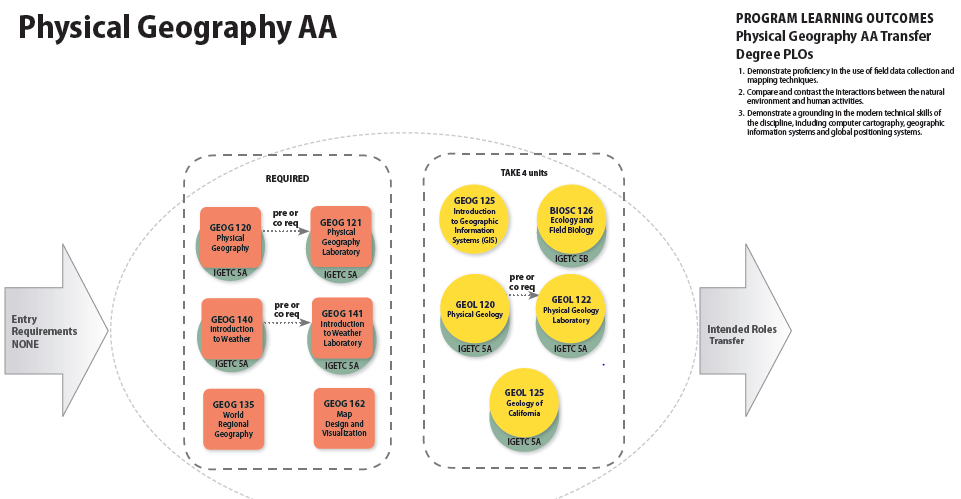 Physical Geography AA
PROGRAM LEARNING OUTCOMES
Physical Geography AA Transfer
Degree PLOs
1. Demonstrate proficiency in the use of field data collection and
mapping techniques.
2. Compare and contrast the interactions between the natural
environment and human activities.
3. Demonstrate a grounding in the modern technical skills of
the discipline, including computer cartography, geographic
information systems and global positioning systems.
Entry
Requirements
NONE
REQUIRED
GEOG 120
Physical
Geography
IGETC 5A
pre or
co req
GEOG 121
Physical
Geography
Laboratory
IGETC 5A
GEOG 140
Introduction
to Weather
IGETC 5A
pre or
co req
GEOG 141
Introduction
to Weather
Laboratory
IGETC 5A
GEOG 135
World
Regional
Geography
GEOG 162
Map
Design and
Visualization
TAKE 4 units
GEOG 125
Introduction
to Geographic
Information
Systems (GIS)
BIOSC 126
Ecology and
Field Biology
IGETC 5B
GEOL 120
Physical Geology
IGETC 5A
pre or
co req
GEOL 122
Physical Geology
Laboratory
IGETC 5A
GEOL 125
Geology of
California
IGETC 5A
Intended Roles
Transfer